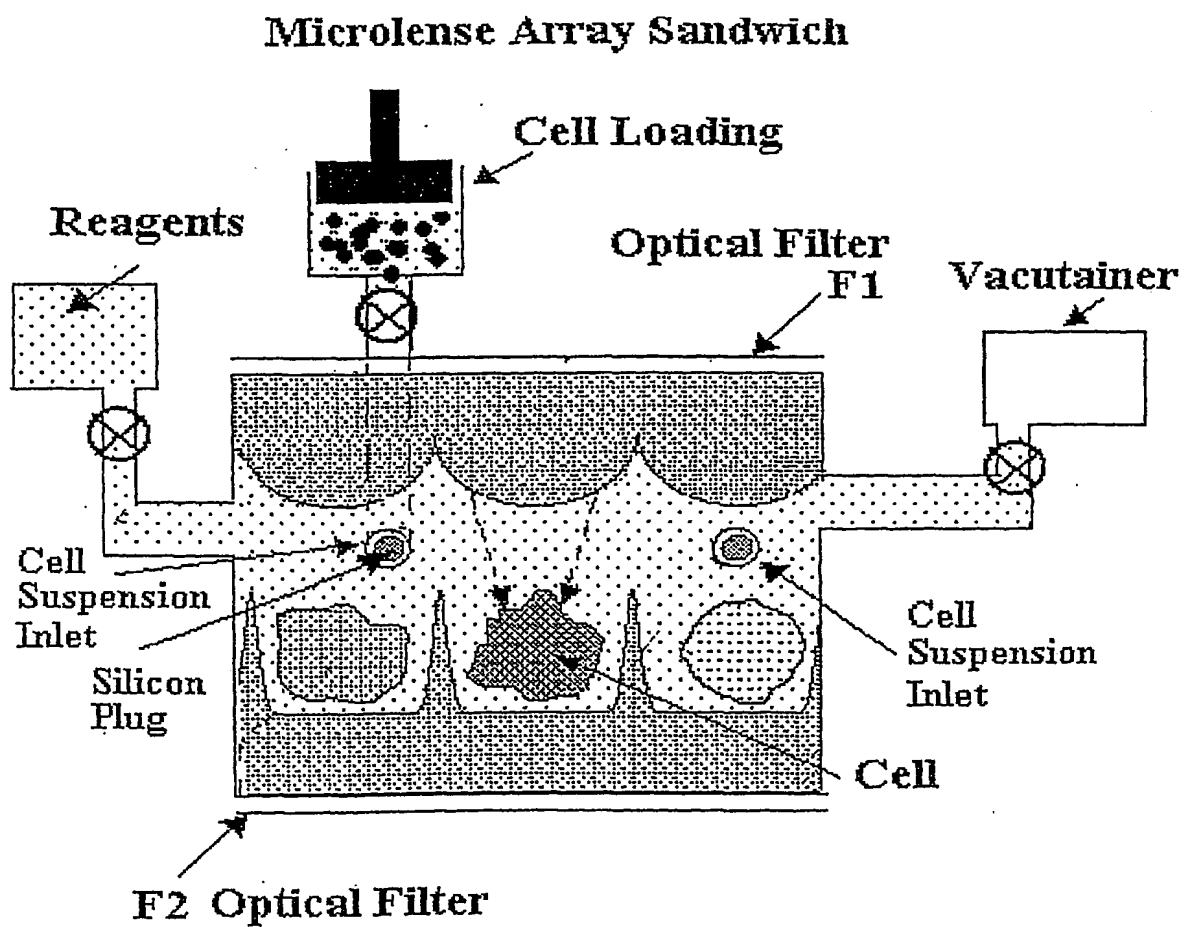 Microlense Array Sandwich
Cell Loading
Reagents
Optical Filter
F1
Vacutainer
Cell
Suspension
Inlet
Silicon
Plug
Cell
Suspension
Inlet
Cell
F2 Optical Filter